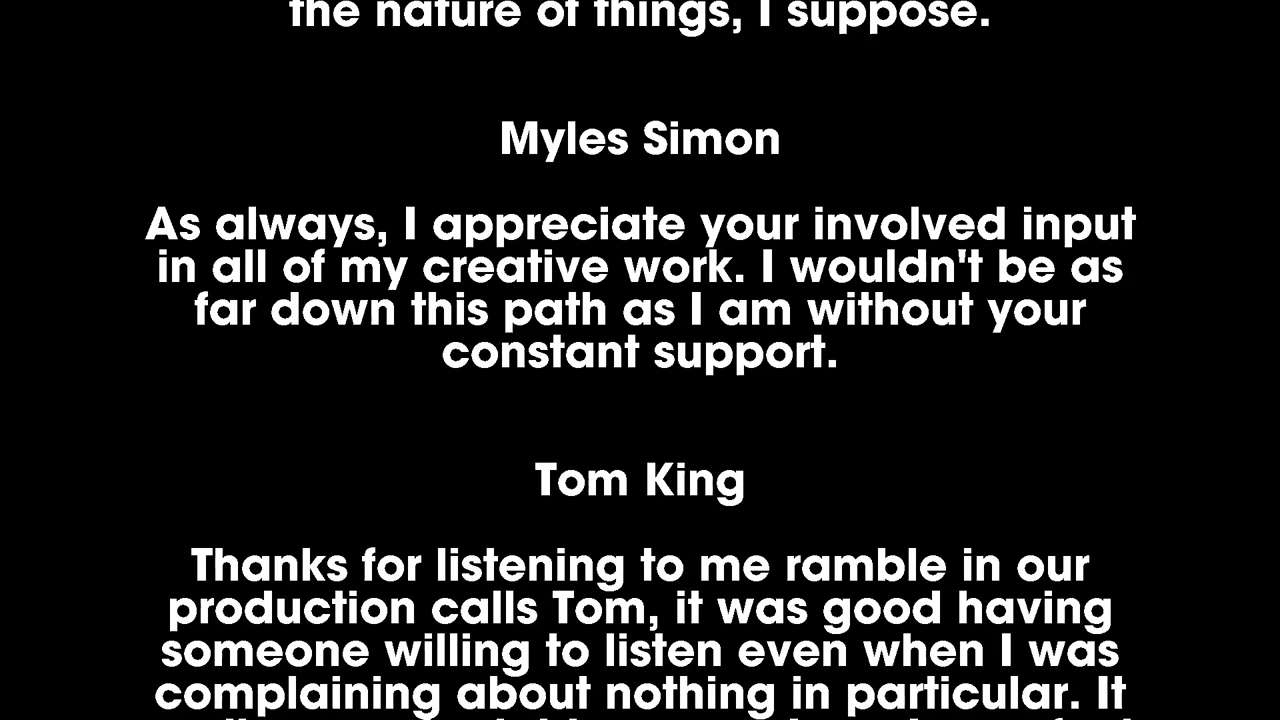 the nature of things, I suppose.
Myles Simon
As always, I appreciate your involved input
in all of my creative work. I wouldn't be as
far down this path as I am without your
constant support.
Tom King
Thanks for listening to me ramble in our
production calls Tom, it was good having
someone willing to listen even when I was
complaining about nothing in particular. It